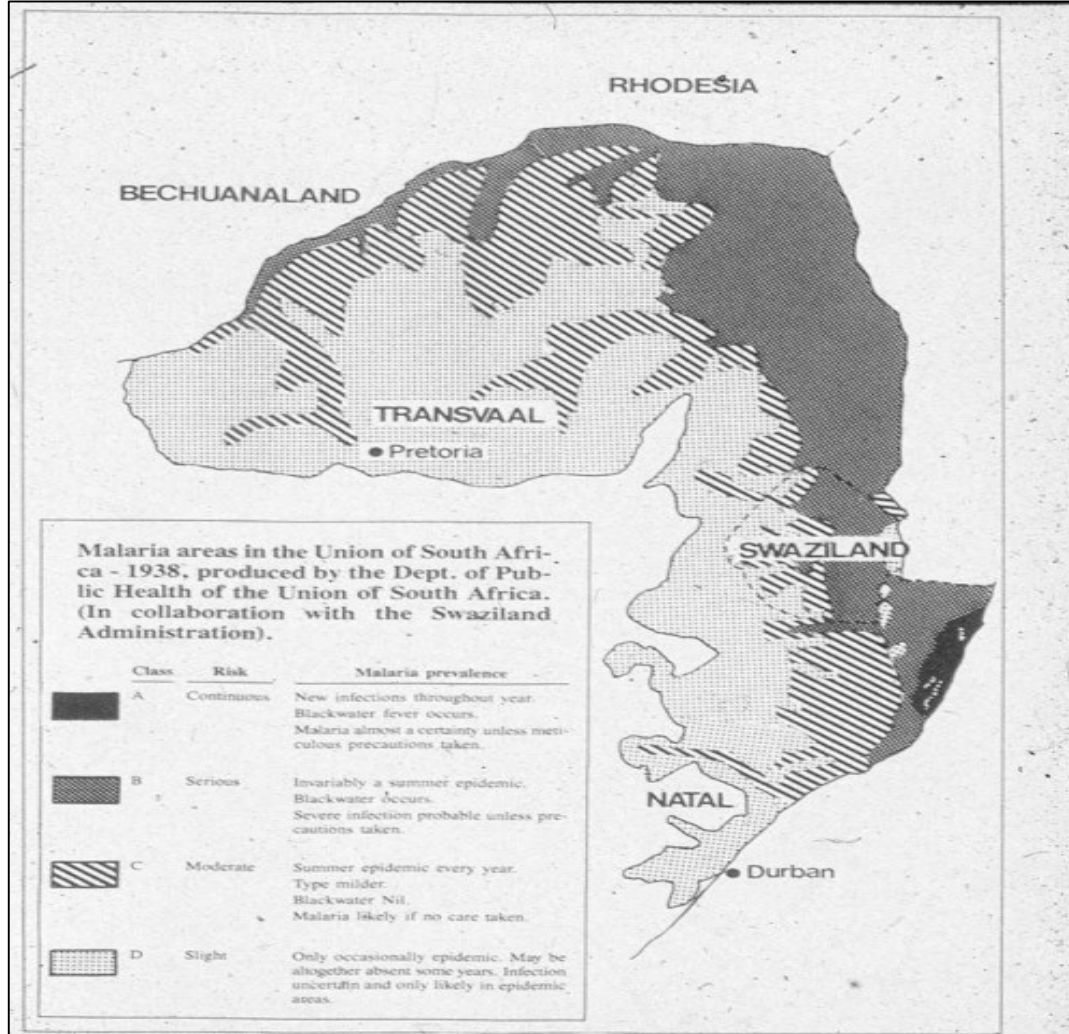 RHODESIA
BECHUANALAND
TRANSVAAL
Pretoria
SWAZILAND
NATAL
Durban
Malaria areas in the Union of South Afri-
ca - 1938, produced by the Dept. of Pub-
lic Health of the Union of South Africa.
(In collaboration with the Swaziland
Administration).
Class Risk Malaria prevalence
A Continuous New infections throughout year.
Blackwater fever occurs.
Malaria almost a certainty unless meti-
culous precautions taken.
B Serious Invariably a summer epidemic.
Blackwater occurs.
Severe infection probable unless pre-
cautions taken.
C Moderate Summer epidemic every year.
Type milder.
Blackwater Nil.
Malaria likely if no care taken.
D Slight Only occasionally epidemic. May be
altogether absent some years. Infection
uncertain and only likely in epidemic
areas.